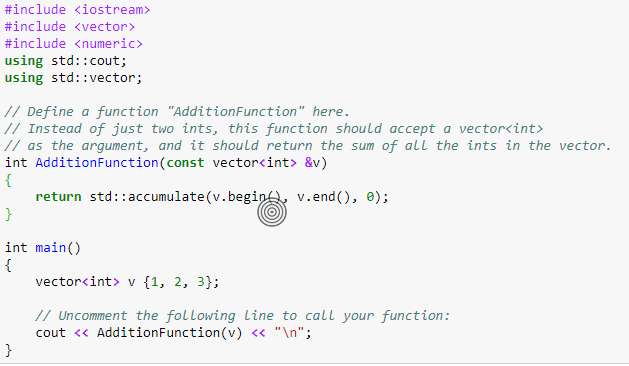 #include <iostream>
#include <vector>
#include <numeric>
using std::cout;
using std::vector;

// Define a function "AdditionFunction" here.
// Instead of just two ints, this function should accept a vector<int>
// as the argument, and it should return the sum of all the ints in the vector.
int AdditionFunction(const vector<int> &v)
{
    return std::accumulate(v.begin(), v.end(), 0);
}

int main()
{
    vector<int> v {1, 2, 3};

    // Uncomment the following line to call your function:
    cout << AdditionFunction(v) << "\n";
}